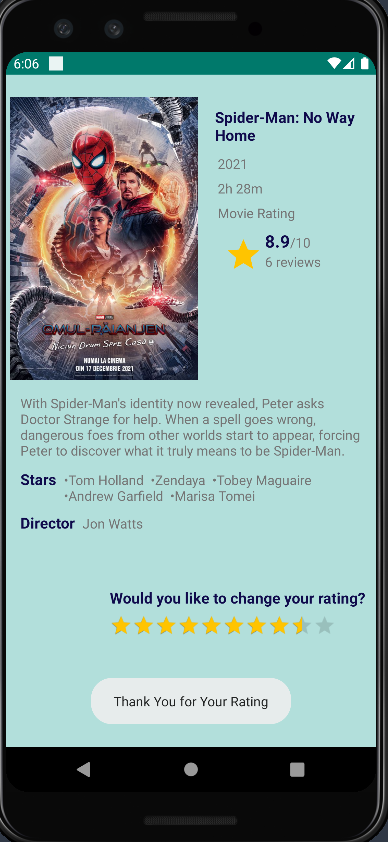 6:06
Spider-Man: No Way
Home
2021
2h 28m
Movie Rating
8.9/10
6 reviews
OMUL-PĂIANJEN
Niciun Drum Spre Casă
NUMAI LA CINEMA
DIN 17 DECEMBRIE 2021
With Spider-Man's identity now revealed, Peter asks
Doctor Strange for help. When a spell goes wrong,
dangerous foes from other worlds start to appear, forcing
Peter to discover what it truly means to be Spider-Man.
Stars •Tom Holland •Zendaya •Tobey Maguaire
•Andrew Garfield •Marisa Tomei
Director Jon Watts
Would you like to change your rating?
Thank You for Your Rating